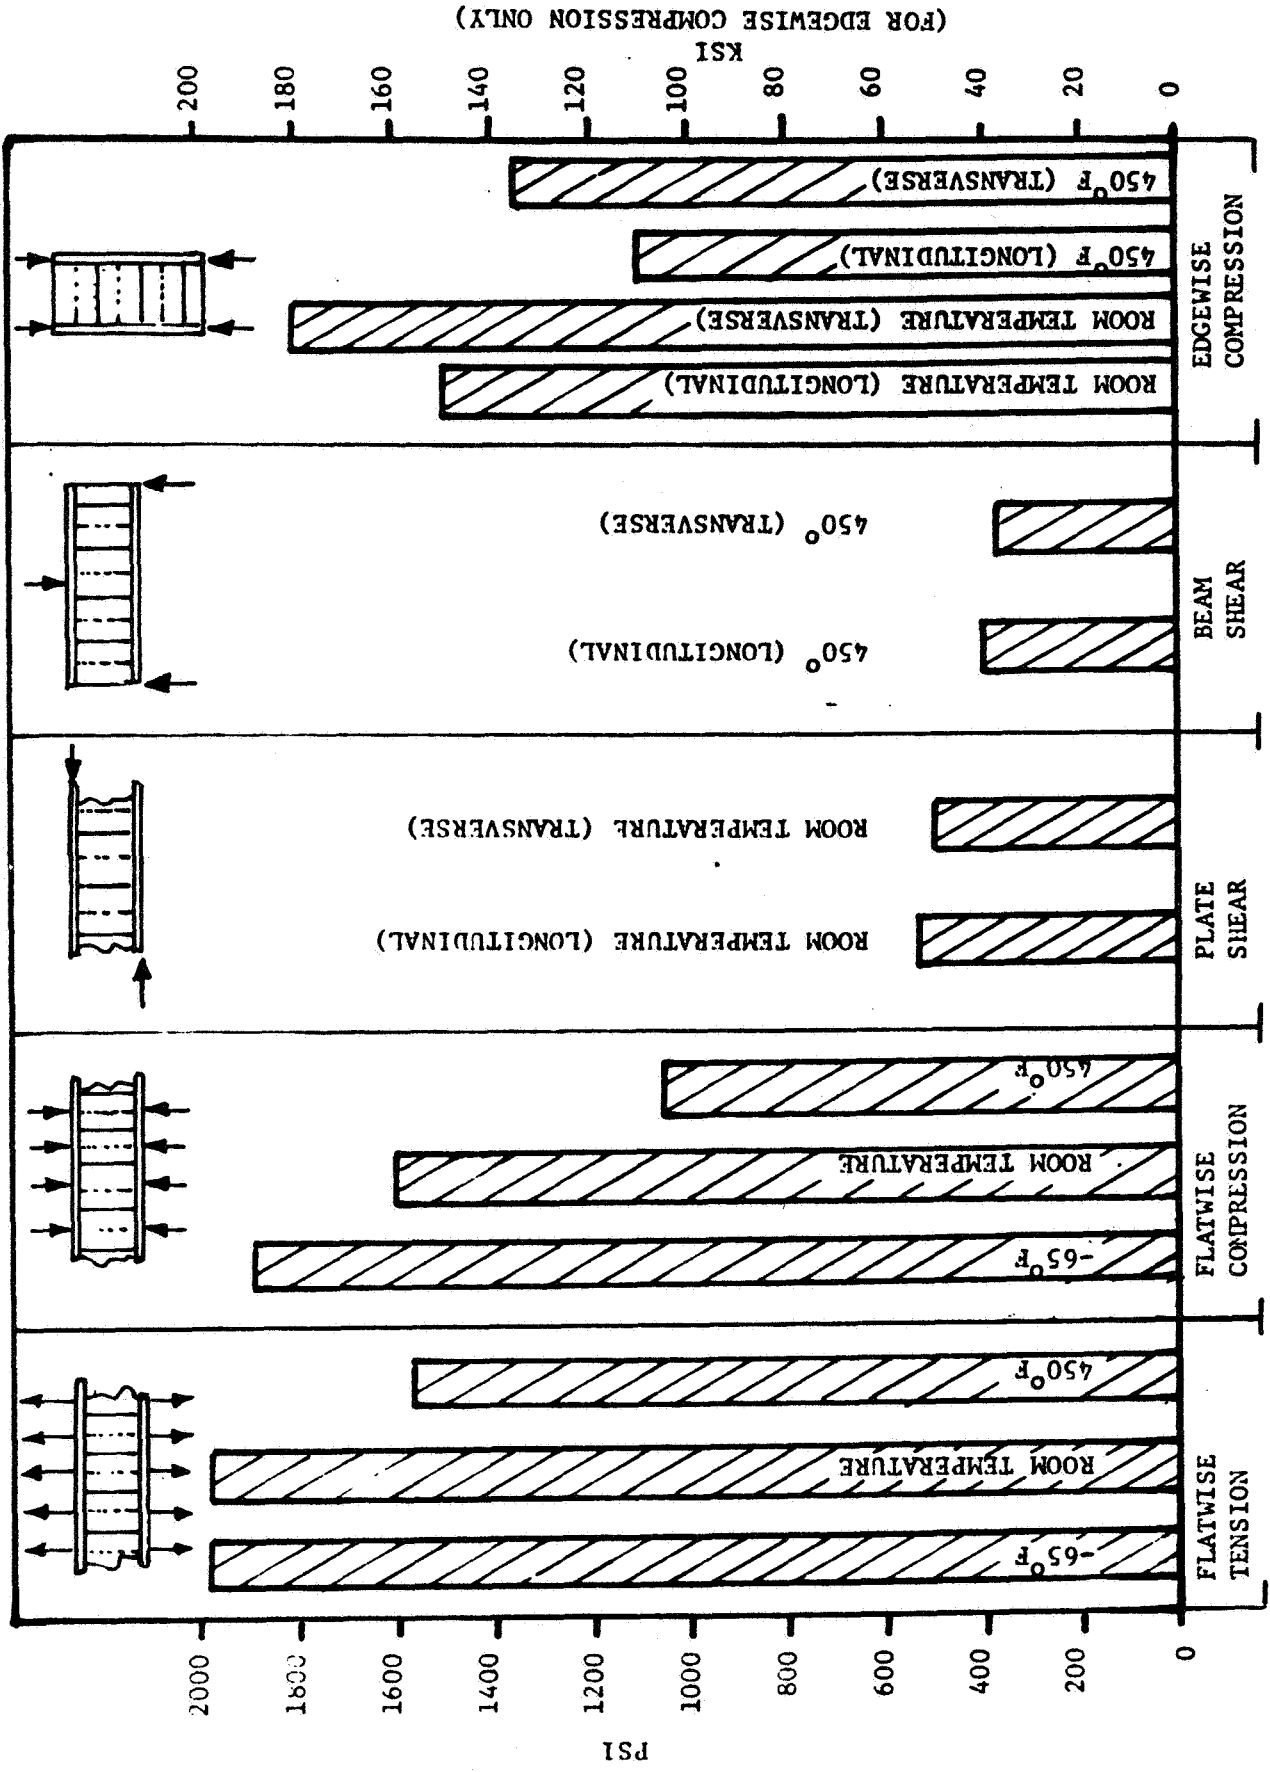 PSI
2000
1800
1600
1400
1200
1000
800
600
400
200
0
-65°F
ROOM TEMPERATURE
450°F
FLATWISE
TENSION
-65°F
ROOM TEMPERATURE
450°F
FLATWISE
COMPRESSION
ROOM TEMPERATURE (LONGITUDINAL)
ROOM TEMPERATURE (TRANSVERSE)
PLATE
SHEAR
450° (LONGITUDINAL)
450° (TRANSVERSE)
BEAM
SHEAR
ROOM TEMPERATURE (LONGITUDINAL)
ROOM TEMPERATURE (TRANSVERSE)
450°F (LONGITUDINAL)
450°F (TRANSVERSE)
EDGEWISE
COMPRESSION
200
180
160
140
120
100
80
60
40
20
0
KSI
(FOR EDGEWISE COMPRESSION ONLY)